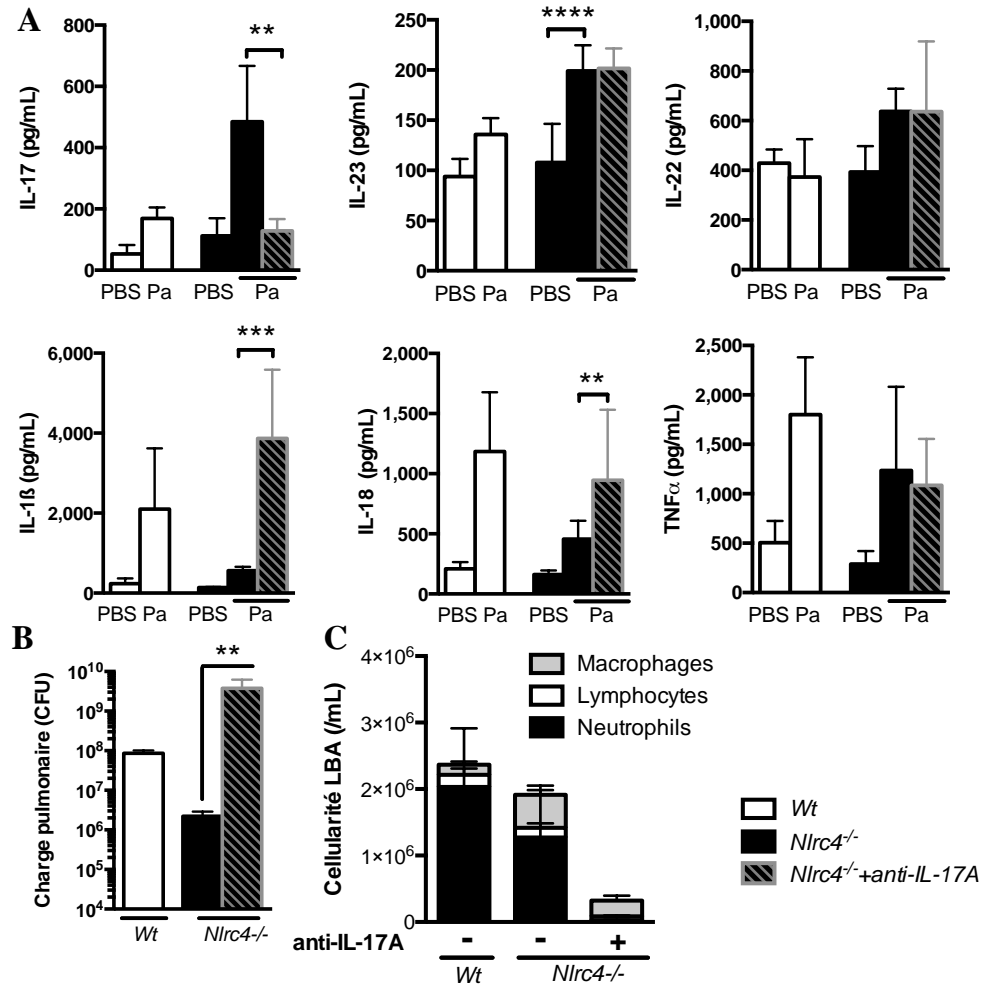 A
**
800
600
400
200
0
IL-17 (pg/mL)
PBS Pa PBS Pa
****
250
200
150
100
50
0
IL-23 (pg/mL)
PBS Pa PBS Pa
1,000
800
600
400
200
0
IL-22 (pg/mL)
PBS Pa PBS Pa
***
6,000
4,000
2,000
0
IL-1ß (pg/mL)
PBS Pa PBS Pa
**
2,000
1,500
1,000
500
0
IL-18 (pg/mL)
PBS Pa PBS Pa
2,500
2,000
1,500
1,000
500
0
TNFα (pg/mL)
PBS Pa PBS Pa
B
**
10^10
10^9
10^8
10^7
10^6
10^5
10^4
Charge pulmonaire (CFU)
Wt Nlrc4-/-
C
4×10^6
3×10^6
2×10^6
1×10^6
0
Cellularité LBA (/mL)
Macrophages
Lymphocytes
Neutrophils
anti-IL-17A - - +
Wt Nlrc4-/-
Wt
Nlrc4-/-
Nlrc4-/-+anti-IL-17A